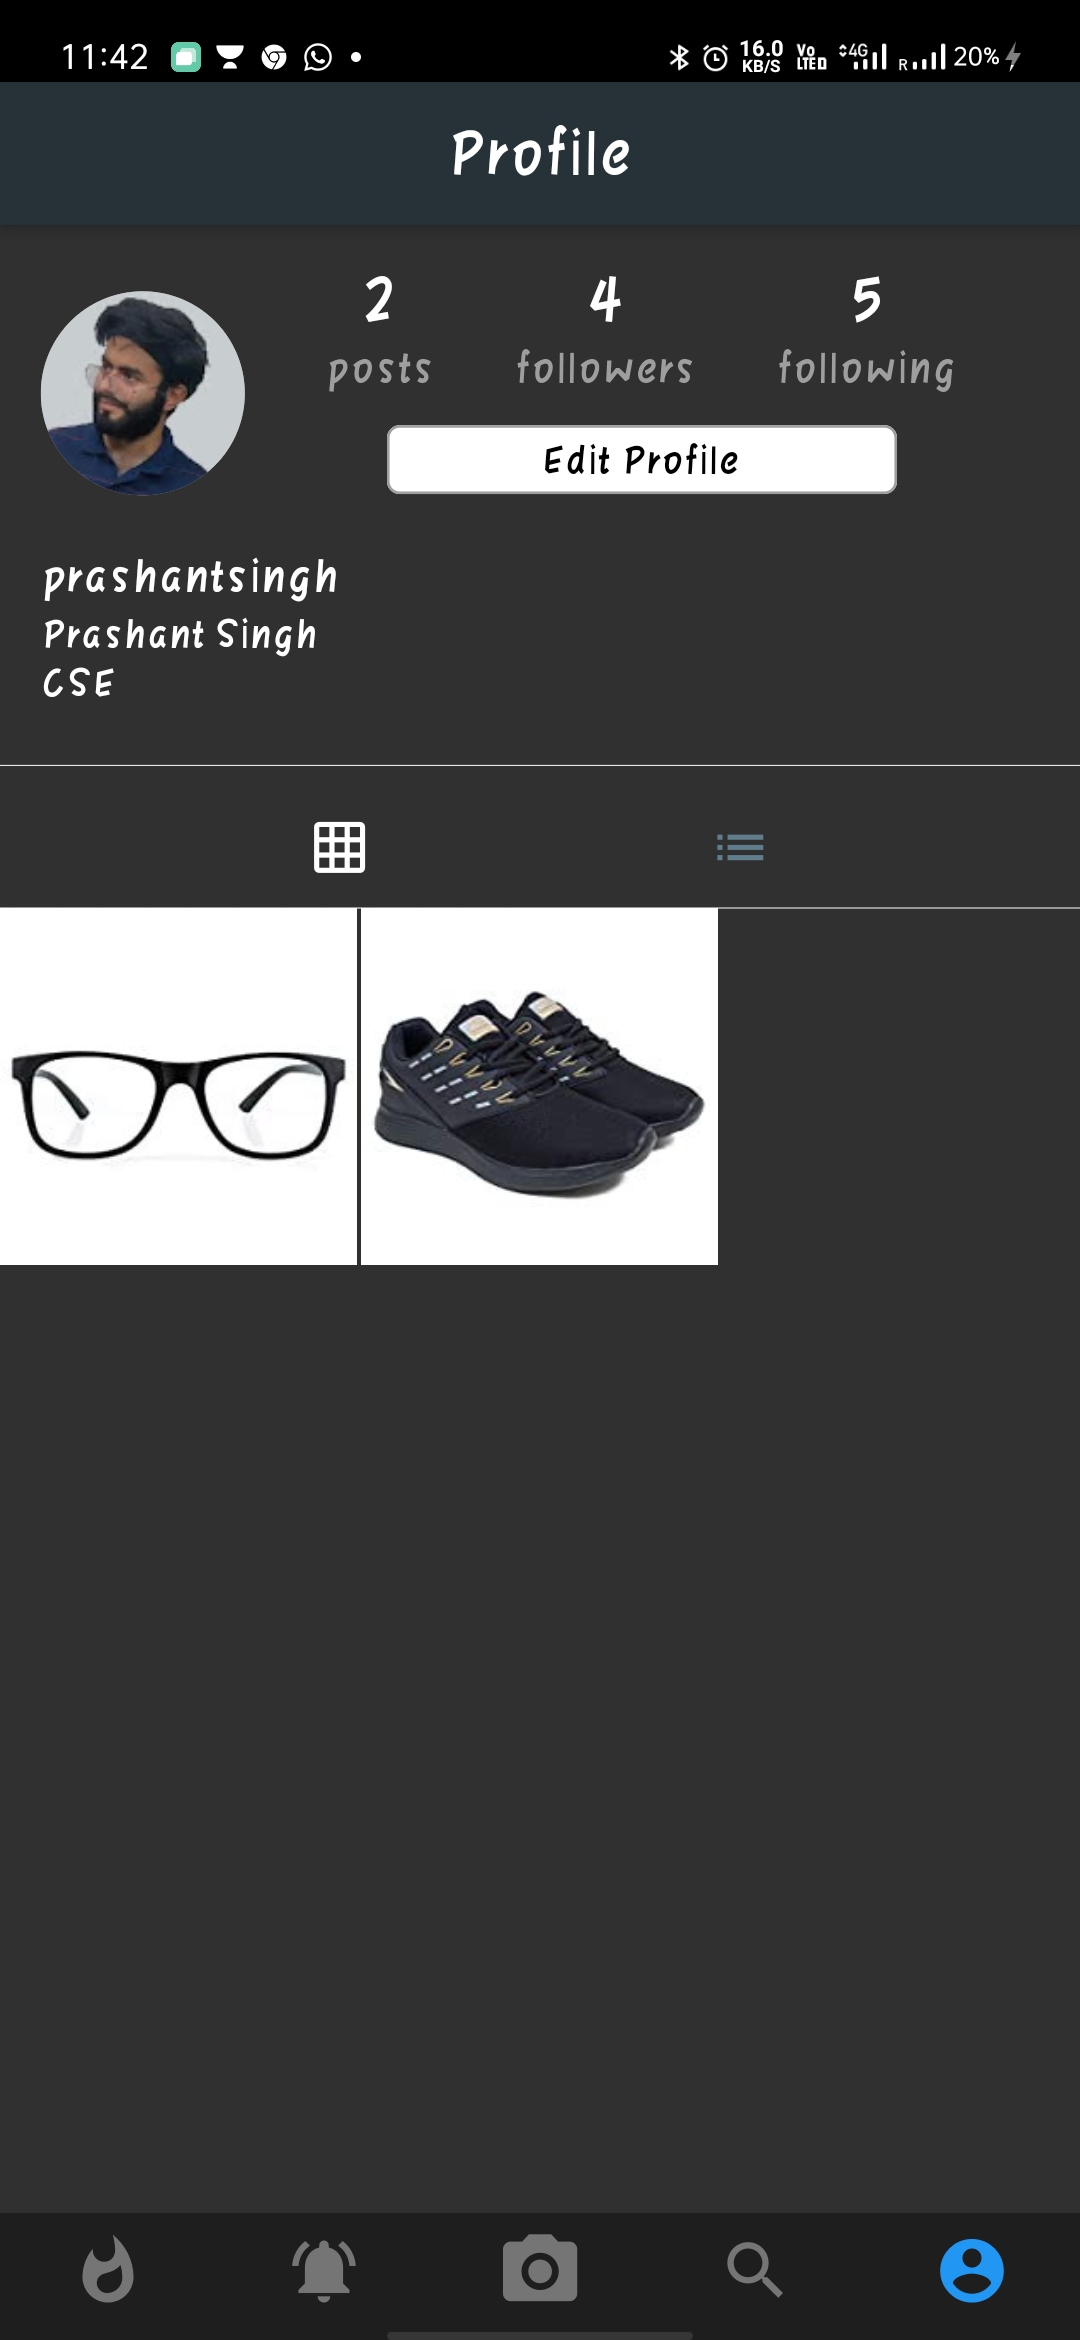 11:42 16.0 KB/S Vo LTE D 4G R 20%
Profile
2 4 5
posts followers following
Edit Profile
prashantsingh
Prashant Singh
CSE